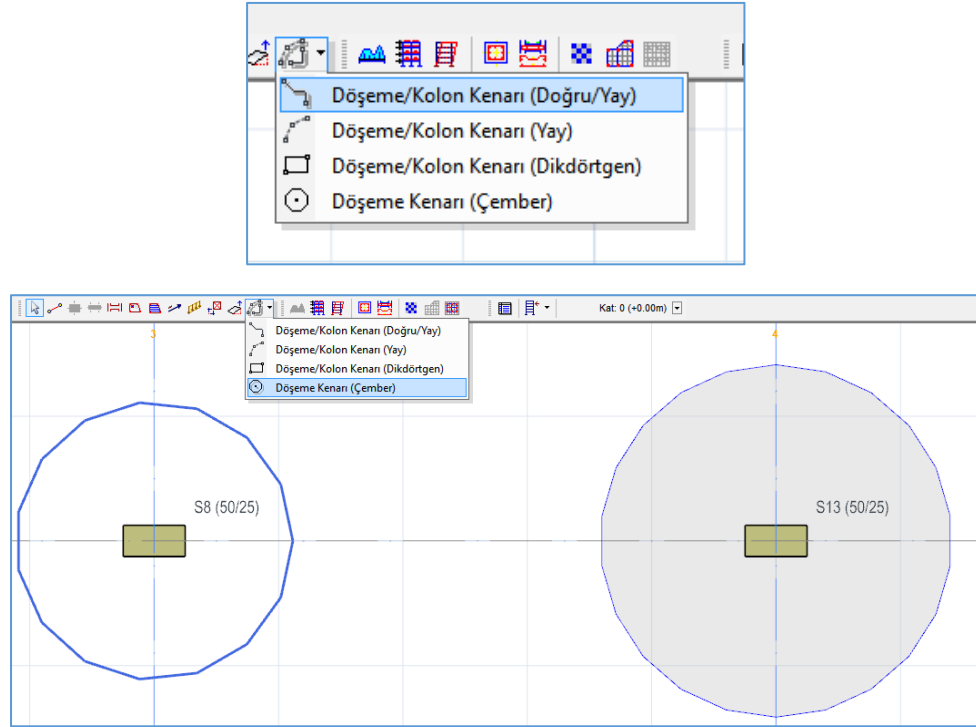 Döşeme/Kolon Kenarı (Doğru/Yay)
Döşeme/Kolon Kenarı (Yay)
Döşeme/Kolon Kenarı (Dikdörtgen)
Döşeme Kenarı (Çember)
Kat: 0 (+0.00m)
3
4
Döşeme/Kolon Kenarı (Doğru/Yay)
Döşeme/Kolon Kenarı (Yay)
Döşeme/Kolon Kenarı (Dikdörtgen)
Döşeme Kenarı (Çember)
S8 (50/25)
S13 (50/25)